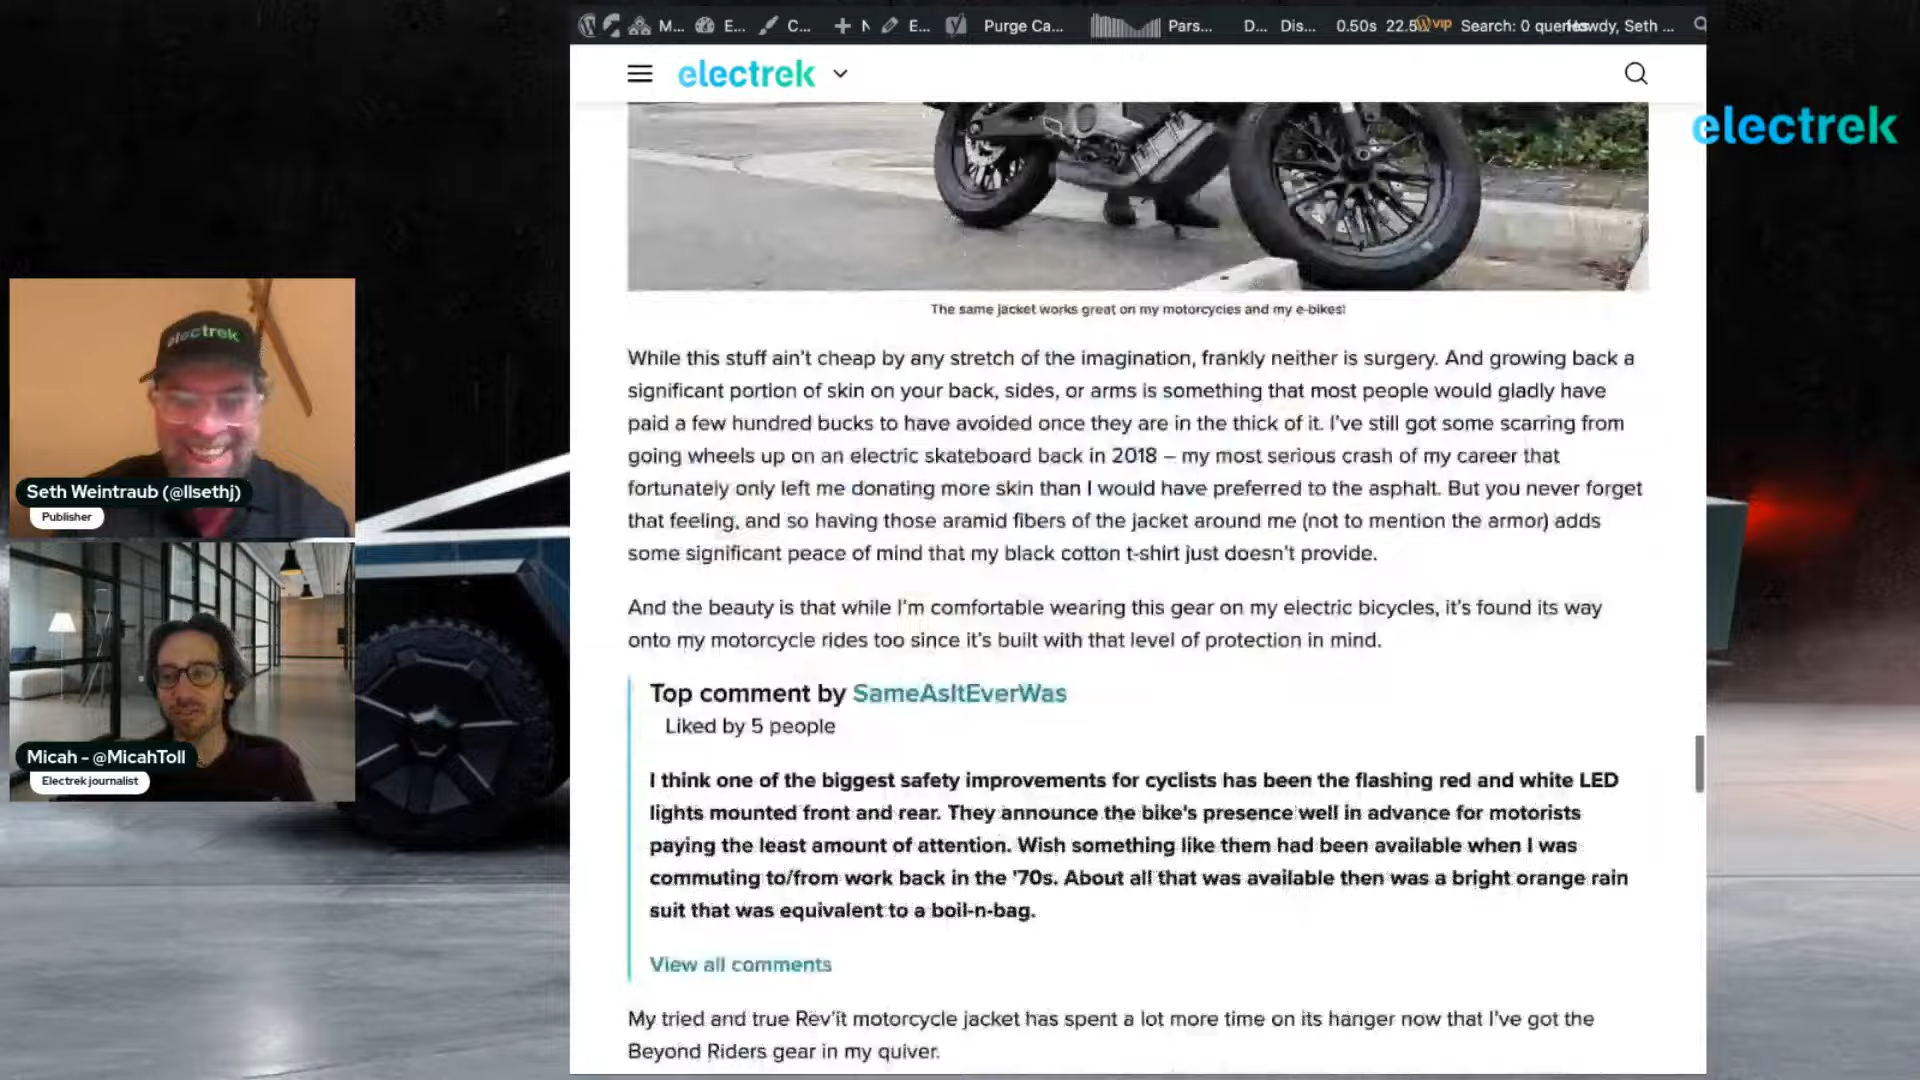 M... E... C... N E... Purge Ca... Pars... D... Dis... 0.50s 22.5 VIP Search: 0 queries Howdy, Seth ...
electrek
electrek
The same jacket works great on my motorcycles and my e-bikes!
While this stuff ain't cheap by any stretch of the imagination, frankly neither is surgery. And growing back a
significant portion of skin on your back, sides, or arms is something that most people would gladly have
paid a few hundred bucks to have avoided once they are in the thick of it. I've still got some scarring from
going wheels up on an electric skateboard back in 2018 – my most serious crash of my career that
fortunately only left me donating more skin than I would have preferred to the asphalt. But you never forget
that feeling, and so having those aramid fibers of the jacket around me (not to mention the armor) adds
some significant peace of mind that my black cotton t-shirt just doesn't provide.
And the beauty is that while I'm comfortable wearing this gear on my electric bicycles, it's found its way
onto my motorcycle rides too since it's built with that level of protection in mind.
Top comment by SameAsItEverWas
Liked by 5 people
I think one of the biggest safety improvements for cyclists has been the flashing red and white LED
lights mounted front and rear. They announce the bike's presence well in advance for motorists
paying the least amount of attention. Wish something like them had been available when I was
commuting to/from work back in the '70s. About all that was available then was a bright orange rain
suit that was equivalent to a boil-n-bag.
View all comments
My tried and true Rev'it motorcycle jacket has spent a lot more time on its hanger now that I've got the
Beyond Riders gear in my quiver.
electrek
Seth Weintraub (@llsethj)
Publisher
Micah - @MicahToll
Electrek journalist